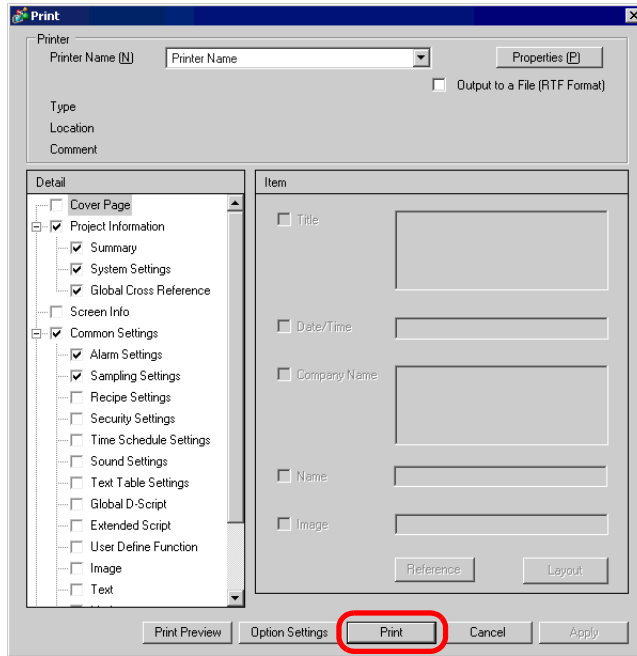 Print
Printer
Printer Name (N)
Printer Name
Properties (P)
Output to a File (RTF Format)
Type
Location
Comment
Detail
Cover Page
Project Information
Summary
System Settings
Global Cross Reference
Screen Info
Common Settings
Alarm Settings
Sampling Settings
Recipe Settings
Security Settings
Time Schedule Settings
Sound Settings
Text Table Settings
Global D-Script
Extended Script
User Define Function
Image
Text
Item
Title
Date/Time
Company Name
Name
Image
Reference
Layout
Print Preview
Option Settings
Print
Cancel
Apply